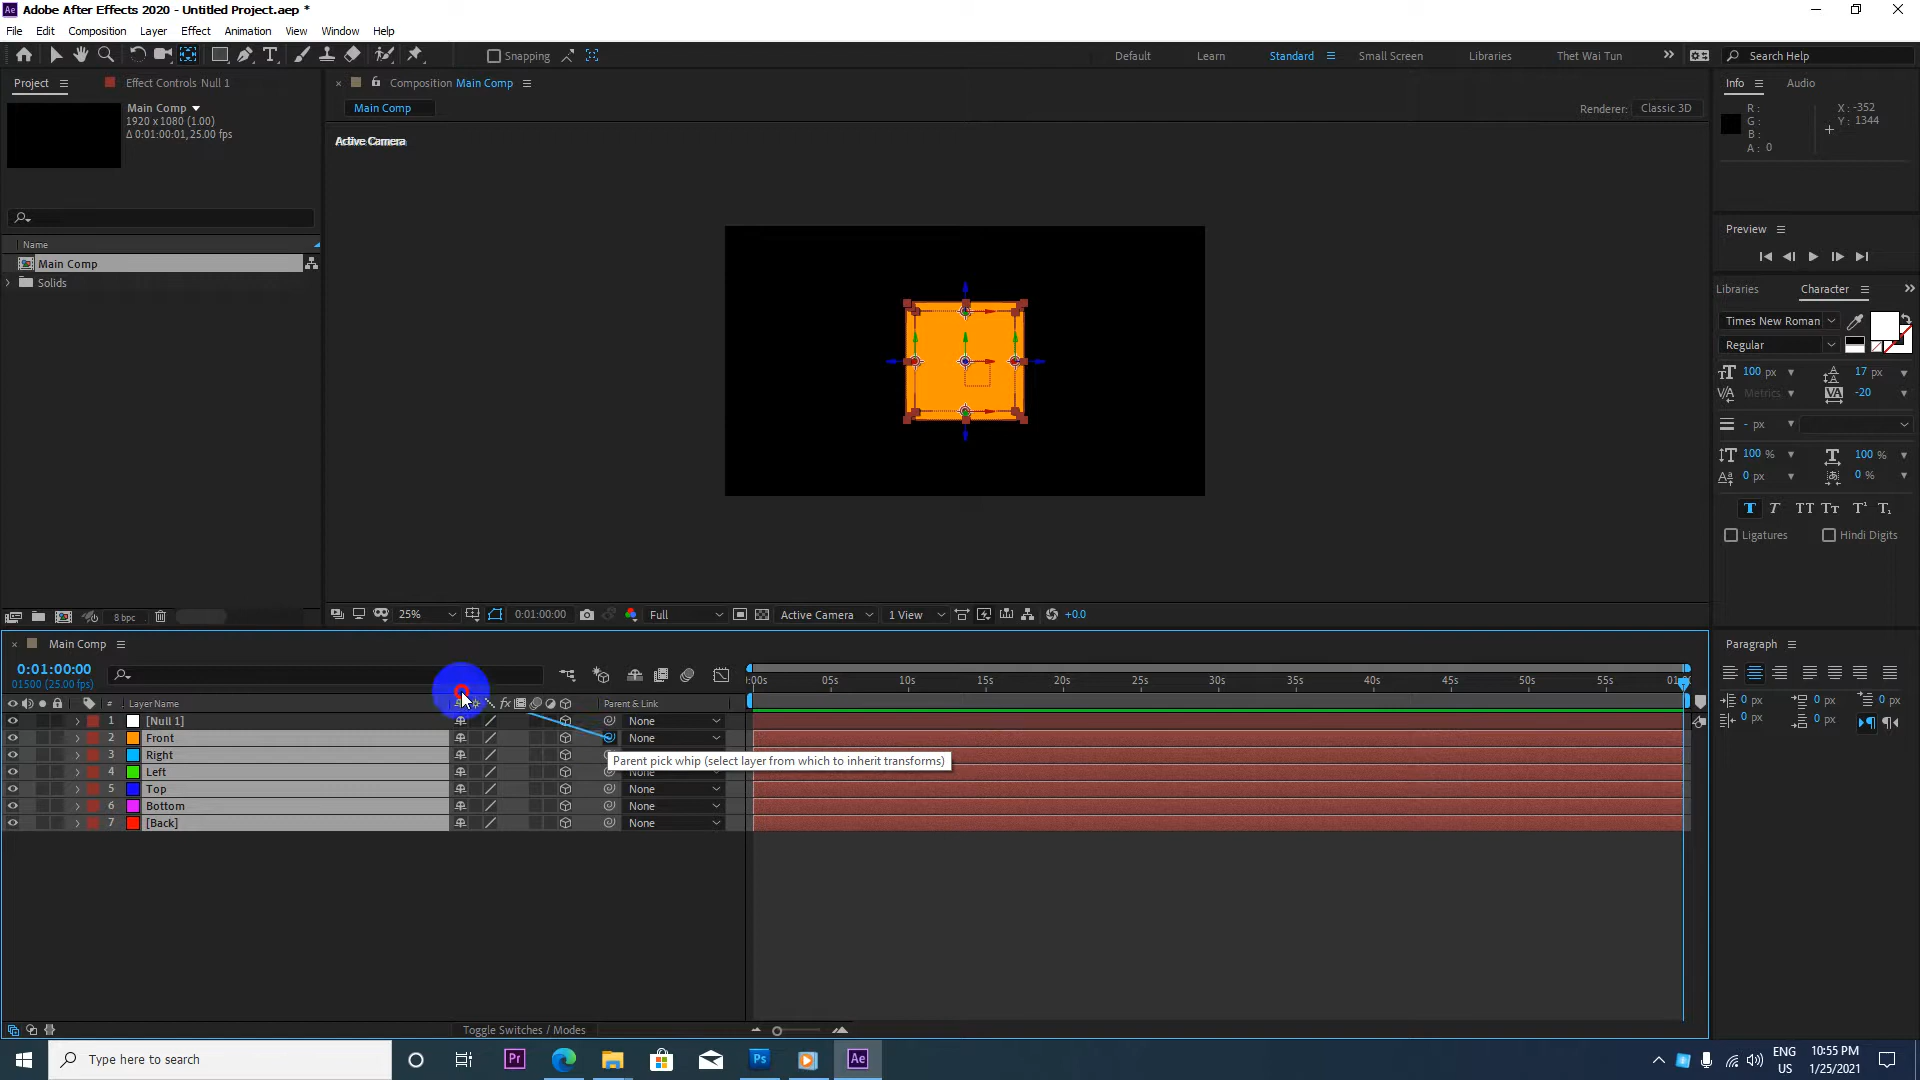 Adobe After Effects 2020 - Untitled Project.aep *
File Edit Composition Layer Effect Animation View Window Help
Snapping
Default Learn Standard Small Screen Libraries Thet Wai Tun
Search Help
Project Effect Controls Null 1
Composition Main Comp
Info Audio
Main Comp
1920 x 1080 (1.00)
Δ 0:01:00:01, 25.00 fps
Main Comp
Renderer: Classic 3D
R :
G :
B :
A : 0
X : -352
Y : 1344
Active Camera
Preview
Name
Main Comp
Solids
Libraries Character
Times New Roman
Regular
100 px
17 px
Metrics
-20
- px
100 %
100 %
0 px
0 %
Ligatures Hindi Digits
8 bpc
25%
0:01:00:00
Full
Active Camera
1 View
+0.0
Main Comp
Paragraph
0:01:00:00
01500 (25.00 fps)
:00s 05s 10s 15s 20s 25s 30s 35s 40s 45s 50s 55s
# Layer Name Parent & Link
1 [Null 1] None
2 Front None
3 Right
4 Left None
5 Top None
6 Bottom None
7 [Back] None
Parent pick whip (select layer from which to inherit transforms)
0 px
0 px
0 px
0 px
0 px
Toggle Switches / Modes
Type here to search
Pr
Ps
Ae
ENG
US
10:55 PM
1/25/2021